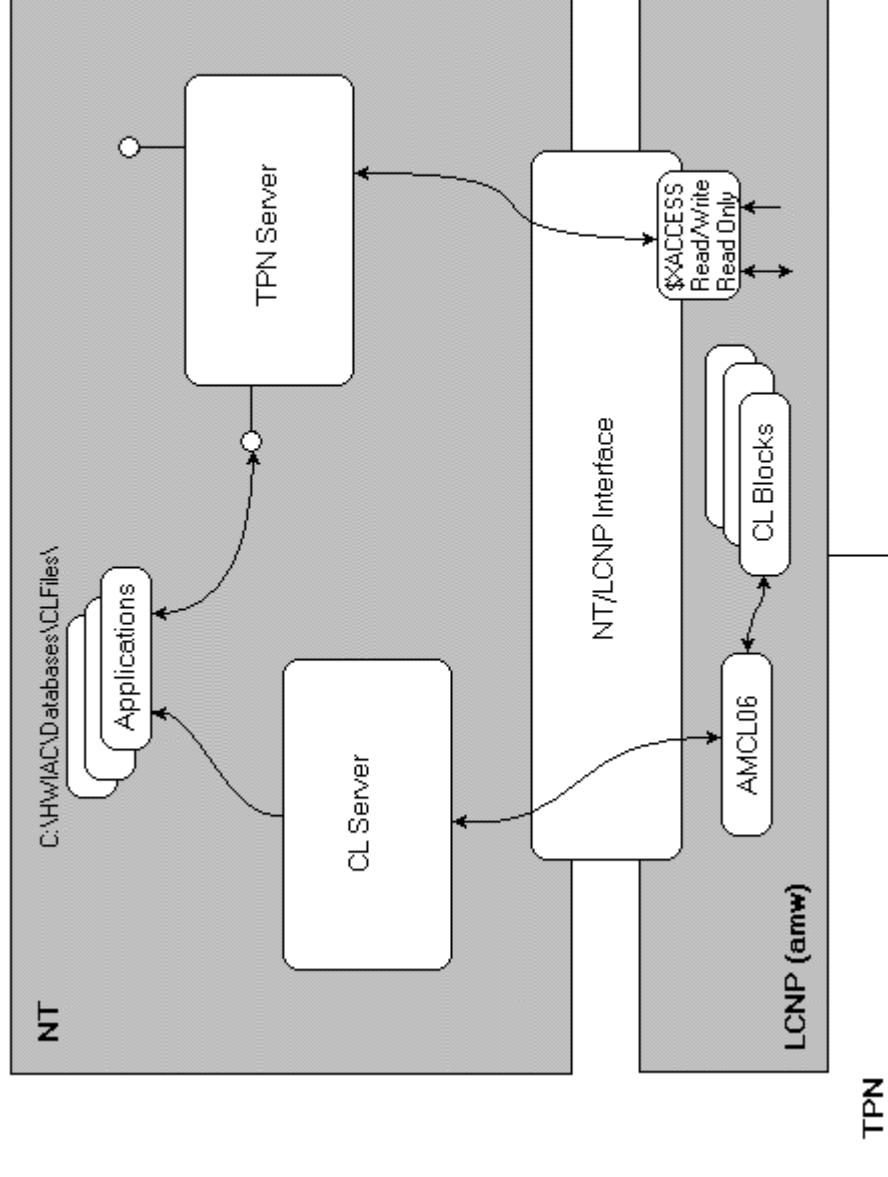 NT
C:\HWIAC\Databases\CLFiles\
Applications
TPN Server
CL Server
NT/LCNP Interface
$XACCESS
Read/Write
Read Only
CL Blocks
AMCL06
LCNP (amw)
TPN